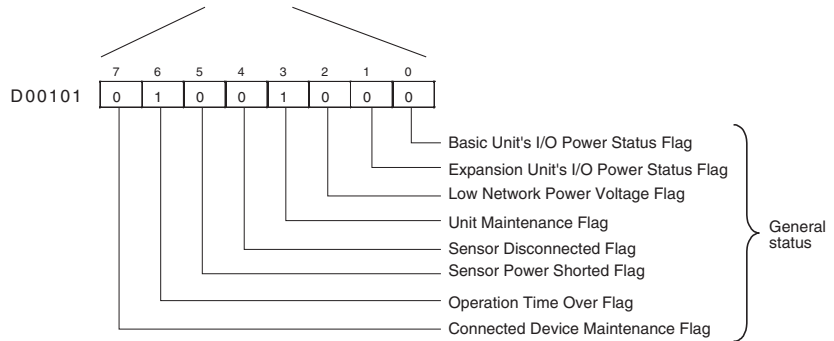 7 6 5 4 3 2 1 0
D00101 0 1 0 0 1 0 0 0
Basic Unit's I/O Power Status Flag
Expansion Unit's I/O Power Status Flag
Low Network Power Voltage Flag
Unit Maintenance Flag
Sensor Disconnected Flag
Sensor Power Shorted Flag
Operation Time Over Flag
Connected Device Maintenance Flag
General
status